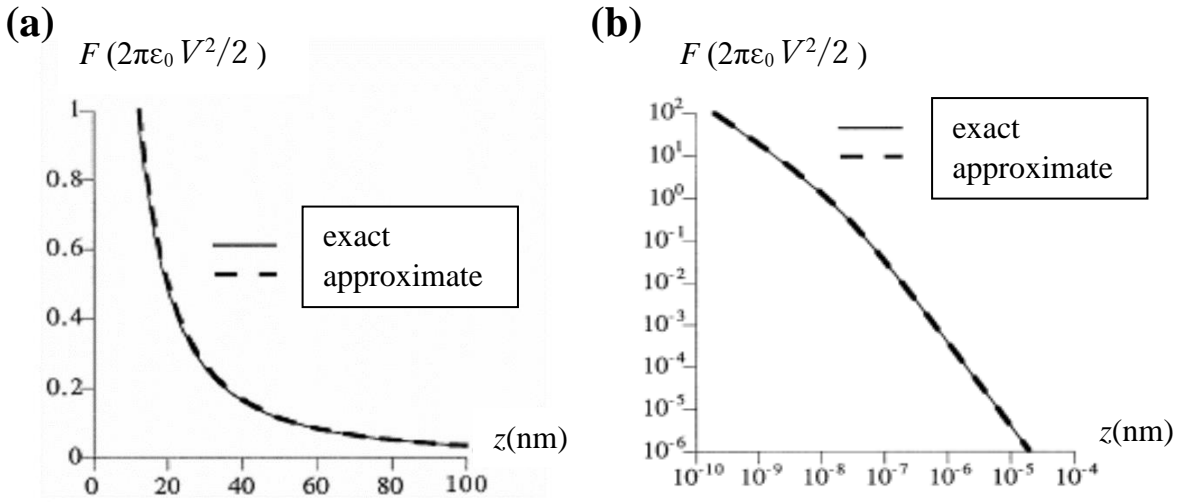 (a)
F (2πε₀ V²/2 )
1
0.8
0.6
0.4
0.2
0
0 20 40 60 80 100
z(nm)
exact
approximate
(b)
F (2πε₀ V²/2 )
10²
10¹
10⁰
10⁻¹
10⁻²
10⁻³
10⁻⁴
10⁻⁵
10⁻⁶
10⁻¹⁰ 10⁻⁹ 10⁻⁸ 10⁻⁷ 10⁻⁶ 10⁻⁵ 10⁻⁴
z(nm)
exact
approximate